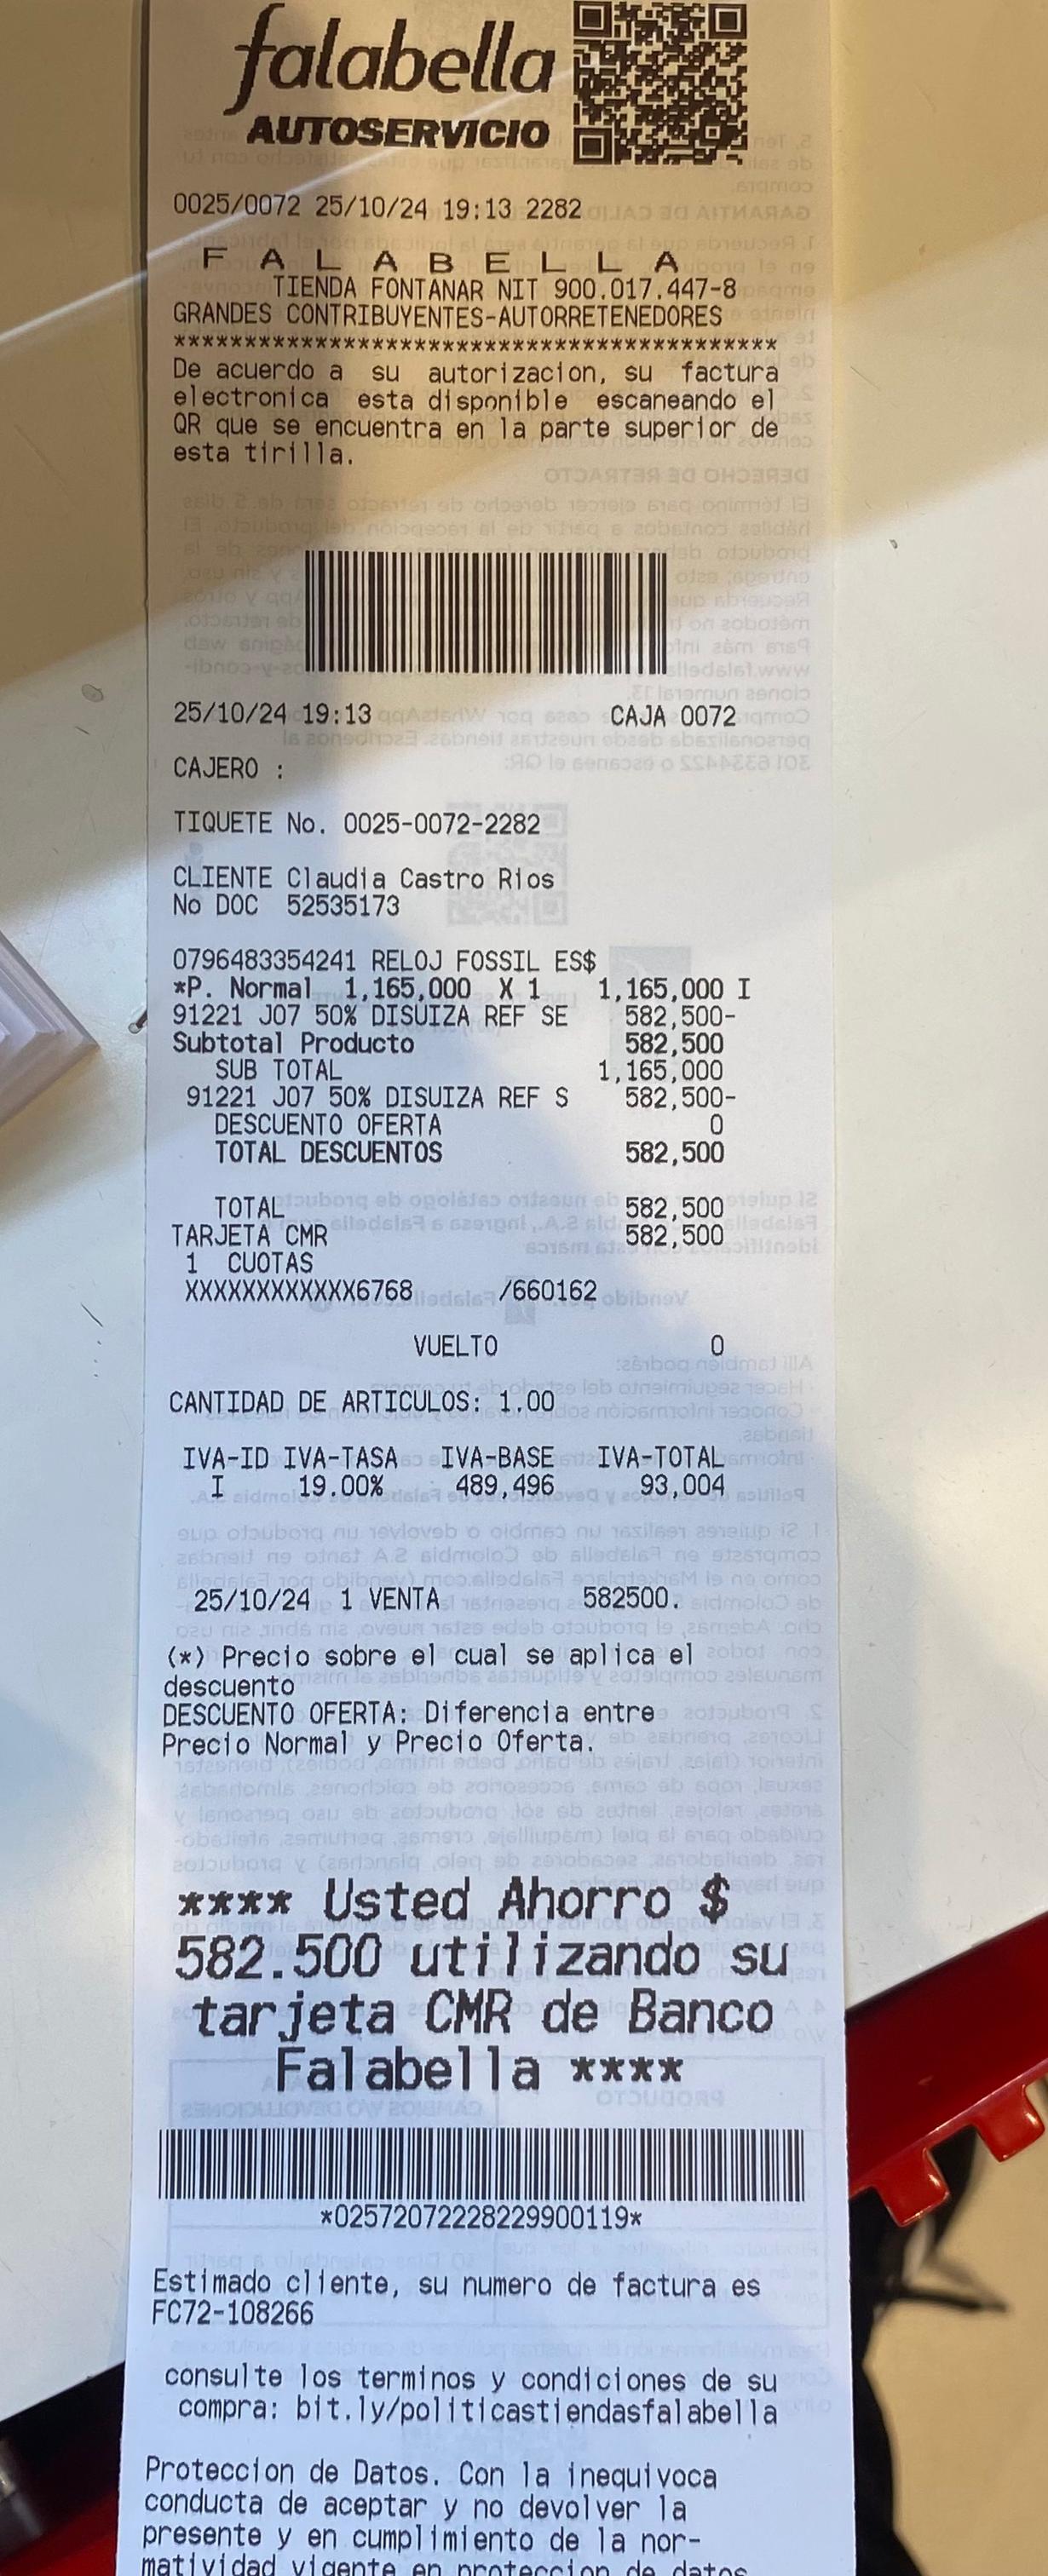 falabella
AUTOSERVICIO
0025/0072 25/10/24 19:13 2282
F A L A B E L L A
TIENDA FONTANAR NIT 900.017.447-8
GRANDES CONTRIBUYENTES-AUTORRETENEDORES
*******************************************
De acuerdo a su autorizacion, su factura
electronica esta disponible escaneando el
QR que se encuentra en la parte superior de
esta tirilla.
25/10/24 19:13 CAJA 0072
CAJERO :
TIQUETE No. 0025-0072-2282
CLIENTE Claudia Castro Rios
No DOC 52535173
0796483354241 RELOJ FOSSIL ES$
*P. Normal 1,165,000 X 1 1,165,000 I
91221 J07 50% DISUIZA REF SE 582,500-
Subtotal Producto 582,500
SUB TOTAL 1,165,000
91221 J07 50% DISUIZA REF S 582,500-
DESCUENTO OFERTA 0
TOTAL DESCUENTOS 582,500
TOTAL 582,500
TARJETA CMR 582,500
1 CUOTAS
XXXXXXXXXXXX6768 /660162
VUELTO 0
CANTIDAD DE ARTICULOS: 1.00
IVA-ID IVA-TASA IVA-BASE IVA-TOTAL
I 19.00% 489,496 93,004
25/10/24 1 VENTA 582500.
(*) Precio sobre el cual se aplica el
descuento
DESCUENTO OFERTA: Diferencia entre
Precio Normal y Precio Oferta.
**** Usted Ahorro $
582.500 utilizando su
tarjeta CMR de Banco
Falabella ****
*02572072228229900119*
Estimado cliente, su numero de factura es
FC72-108266
consulte los terminos y condiciones de su
compra: bit.ly/politicastiendasfalabella
Proteccion de Datos. Con la inequivoca
conducta de aceptar y no devolver la
presente y en cumplimiento de la nor-
matividad vigente en proteccion de datos